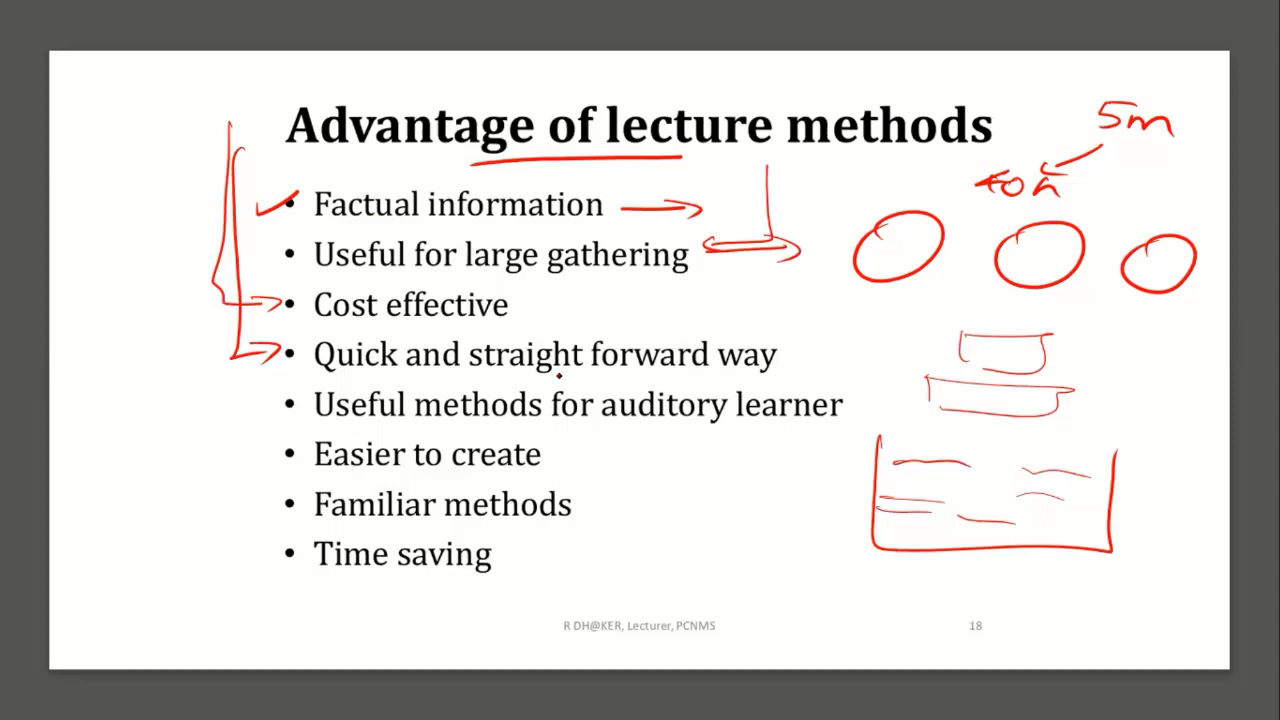 Advantage of lecture methods
5m
• Factual information
• Useful for large gathering
• Cost effective
• Quick and straight forward way
• Useful methods for auditory learner
• Easier to create
• Familiar methods
• Time saving
R DH@KER, Lecturer, PCNMS
18